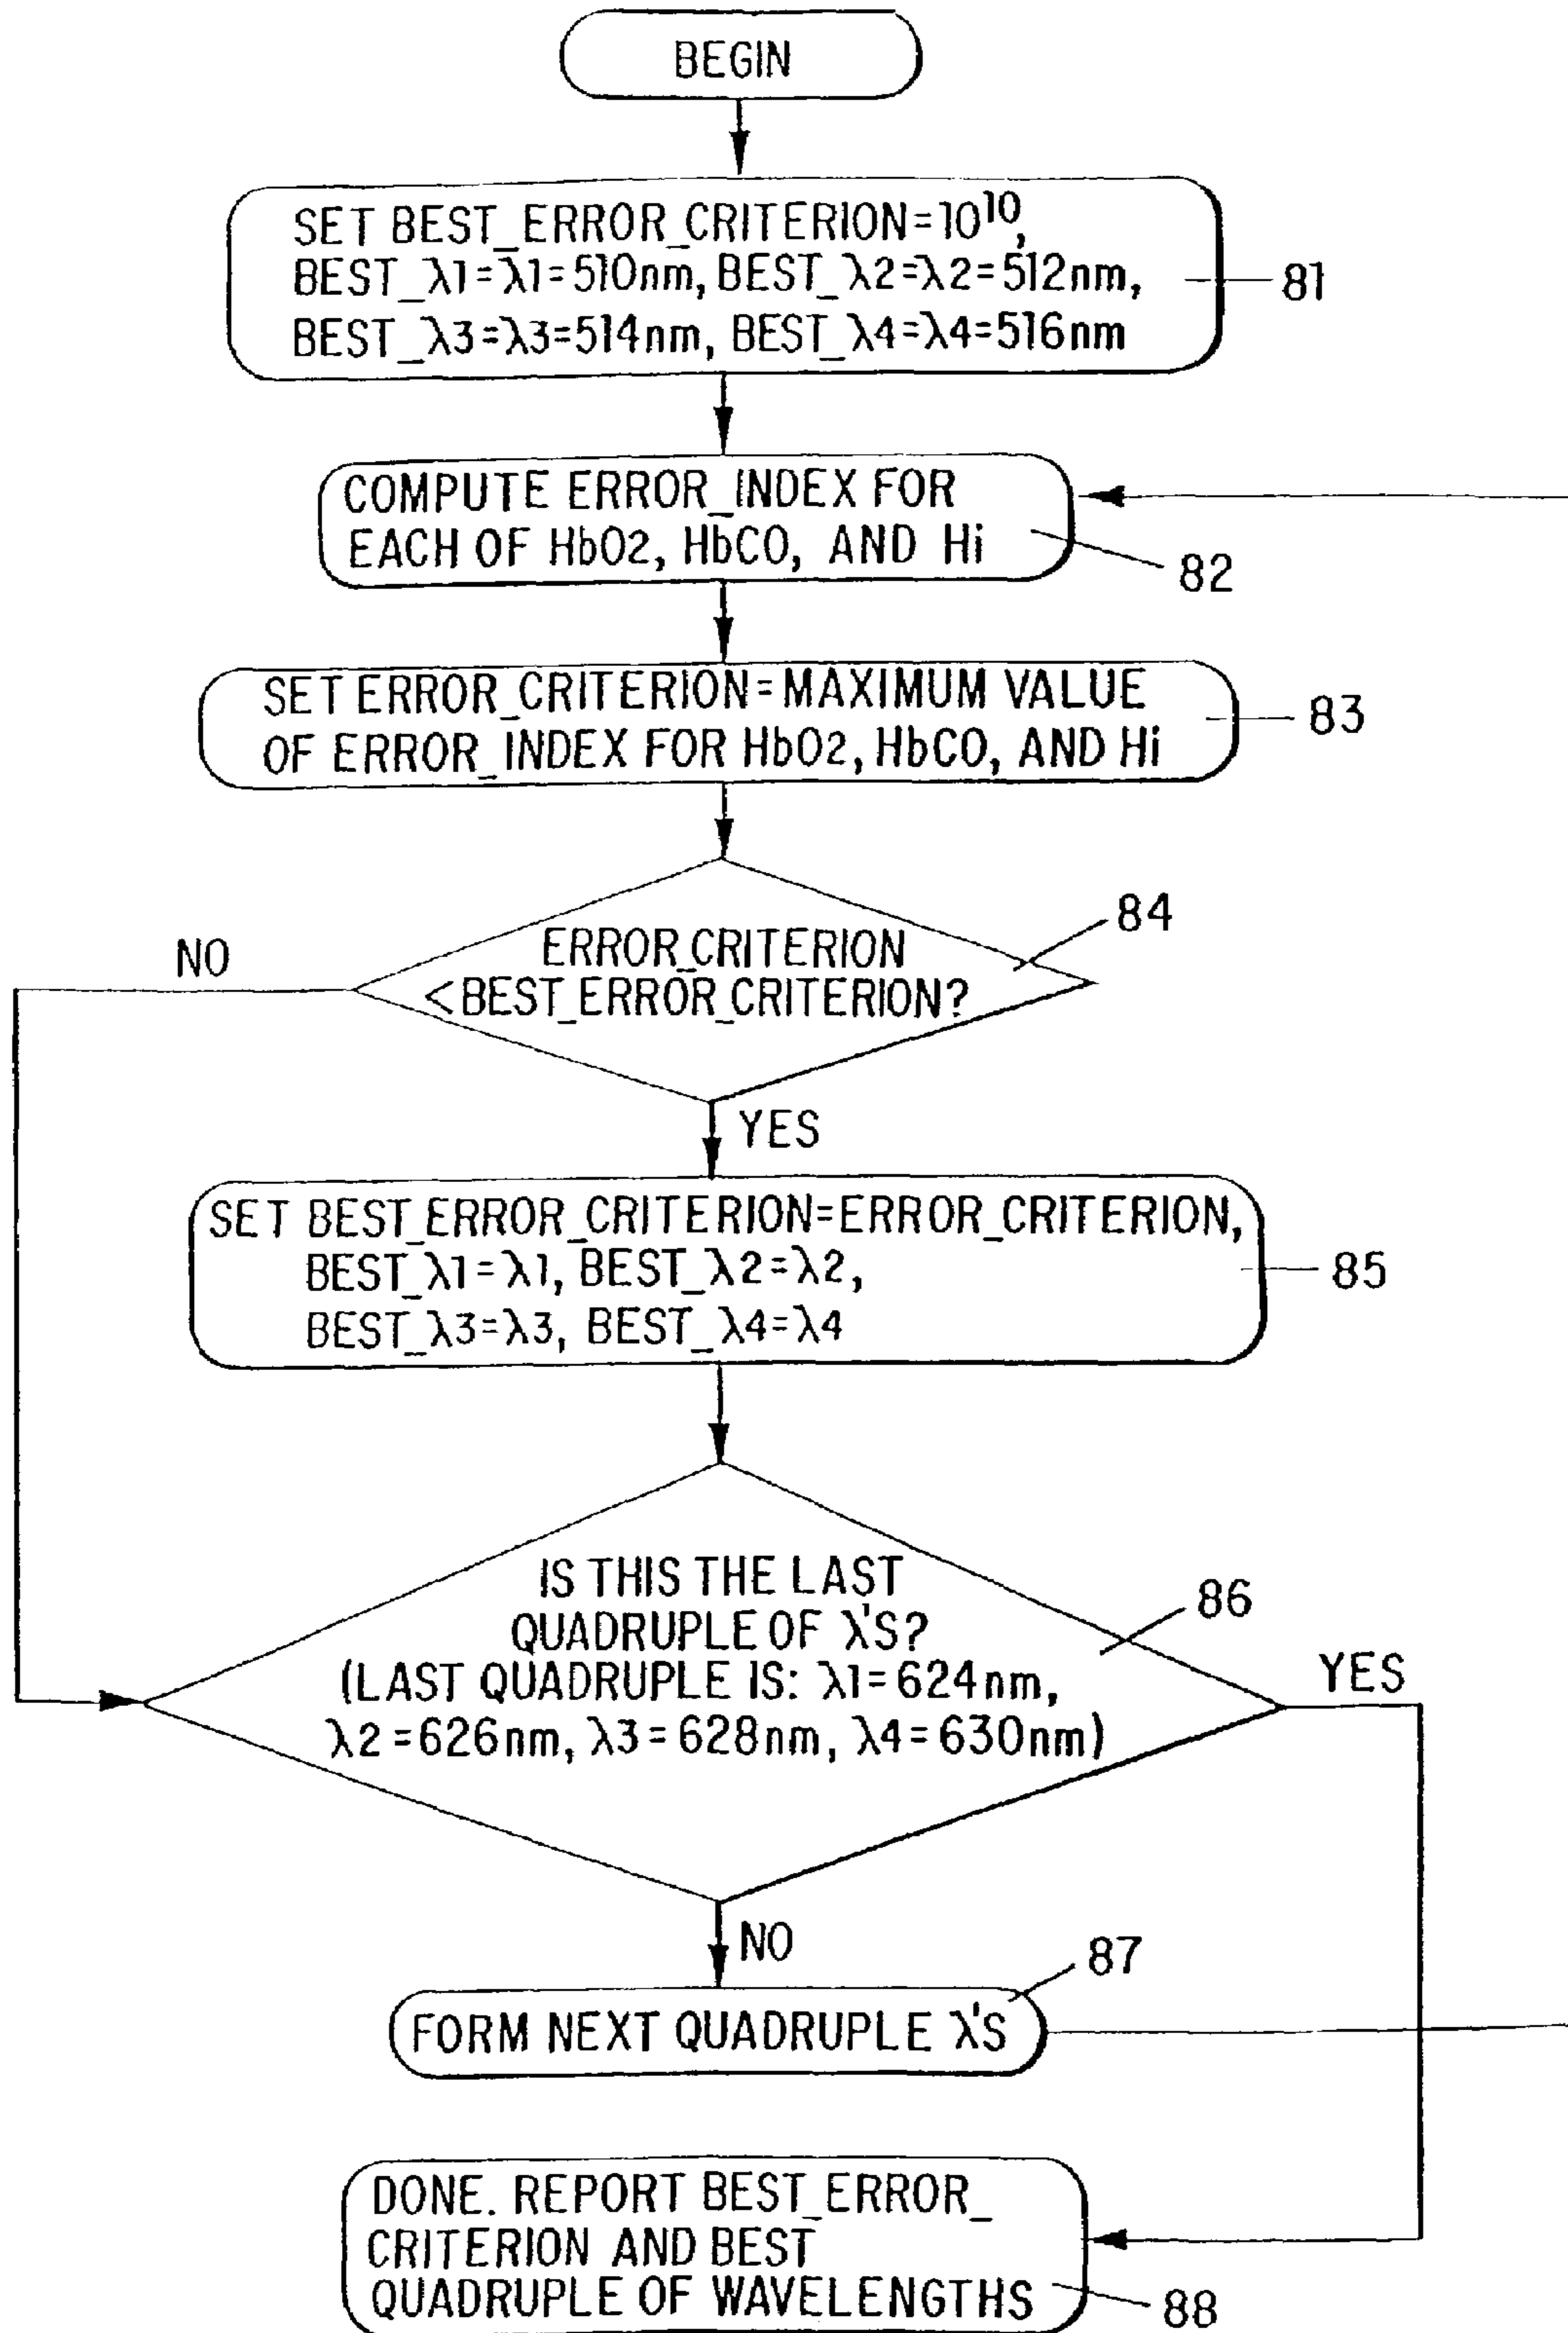 BEGIN
SET BEST_ERROR_CRITERION=10¹⁰,
BEST_λ1=λ1=510nm, BEST_λ2=λ2=512nm,
BEST_λ3=λ3=514nm, BEST_λ4=λ4=516nm
81
COMPUTE ERROR_INDEX FOR
EACH OF HbO2, HbCO, AND Hi
82
SET ERROR_CRITERION=MAXIMUM VALUE
OF ERROR_INDEX FOR HbO2, HbCO, AND Hi
83
84
NO
ERROR_CRITERION
<BEST_ERROR_CRITERION?
YES
SET BEST_ERROR_CRITERION=ERROR_CRITERION,
BEST_λ1=λ1, BEST_λ2=λ2,
BEST_λ3=λ3, BEST_λ4=λ4
85
IS THIS THE LAST
QUADRUPLE OF λ'S?
(LAST QUADRUPLE IS: λ1=624nm,
λ2=626nm, λ3=628nm, λ4=630nm)
86
YES
NO
87
FORM NEXT QUADRUPLE λ'S
DONE. REPORT BEST_ERROR_
CRITERION AND BEST
QUADRUPLE OF WAVELENGTHS
88